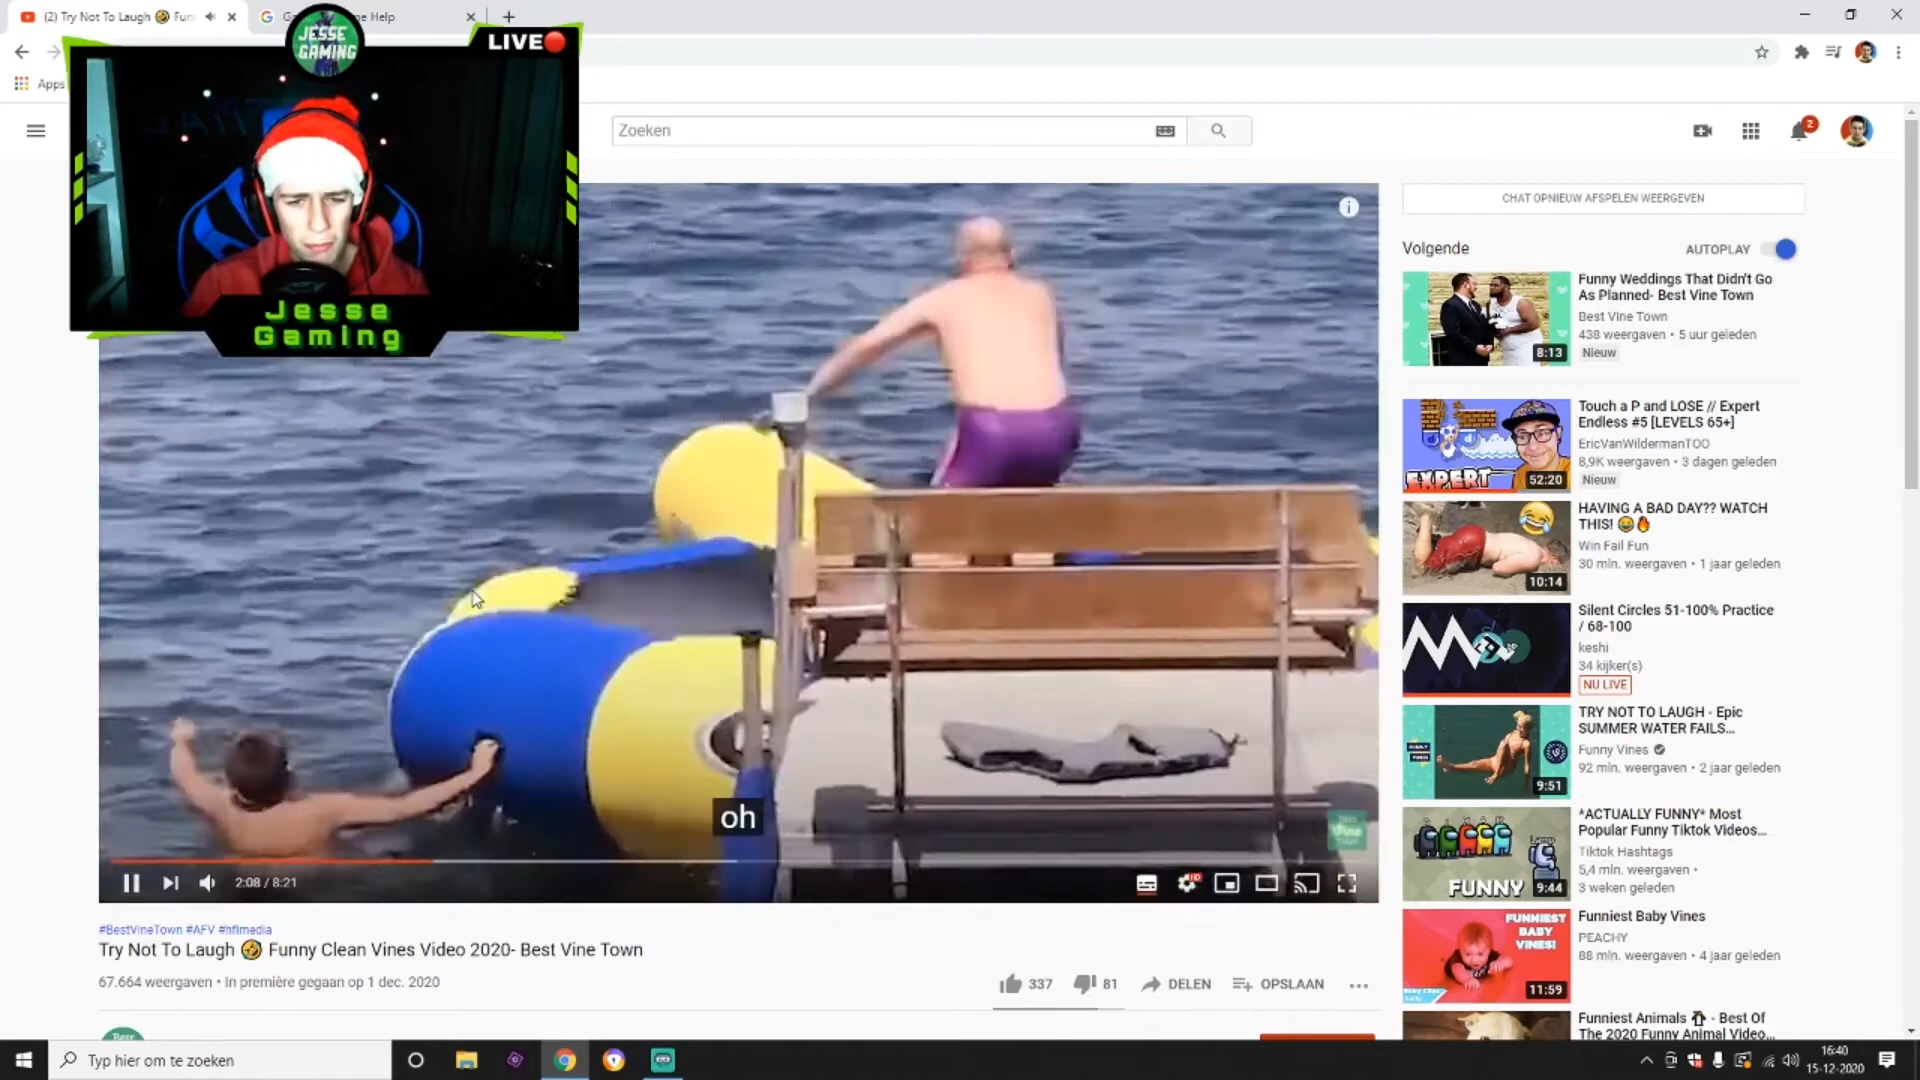 (2) Try Not To Laugh 🤣 Fun
Help
Apps
JESSE
GAMING
LIVE
Jesse
Gaming
Zoeken
2
oh
2:08 / 8:21
HD
#BestVineTown #AFV #hflmedia
Try Not To Laugh 🤣 Funny Clean Vines Video 2020- Best Vine Town
67.664 weergaven • In première gegaan op 1 dec. 2020
337
81
DELEN
OPSLAAN
CHAT OPNIEUW AFSPELEN WEERGEVEN
Volgende
AUTOPLAY
8:13
Funny Weddings That Didn't Go
As Planned- Best Vine Town
Best Vine Town
438 weergaven • 5 uur geleden
Nieuw
EXPERT
52:20
Touch a P and LOSE // Expert
Endless #5 [LEVELS 65+]
EricVanWildermanTOO
8,9K weergaven • 3 dagen geleden
Nieuw
10:14
HAVING A BAD DAY?? WATCH
THIS! 😂🔥
Win Fail Fun
30 mln. weergaven • 1 jaar geleden
Silent Circles 51-100% Practice
/ 68-100
keshi
34 kijker(s)
NU LIVE
9:51
TRY NOT TO LAUGH - Epic
SUMMER WATER FAILS...
Funny Vines
92 mln. weergaven • 2 jaar geleden
FUNNY
9:44
*ACTUALLY FUNNY* Most
Popular Funny Tiktok Videos...
Tiktok Hashtags
5,4 mln. weergaven •
3 weken geleden
FUNNIEST
BABY
VINES!
11:59
Funniest Baby Vines
PEACHY
88 mln. weergaven • 4 jaar geleden
Funniest Animals 🐧 - Best Of
The 2020 Funny Animal Video...
Typ hier om te zoeken
16:40
15-12-2020